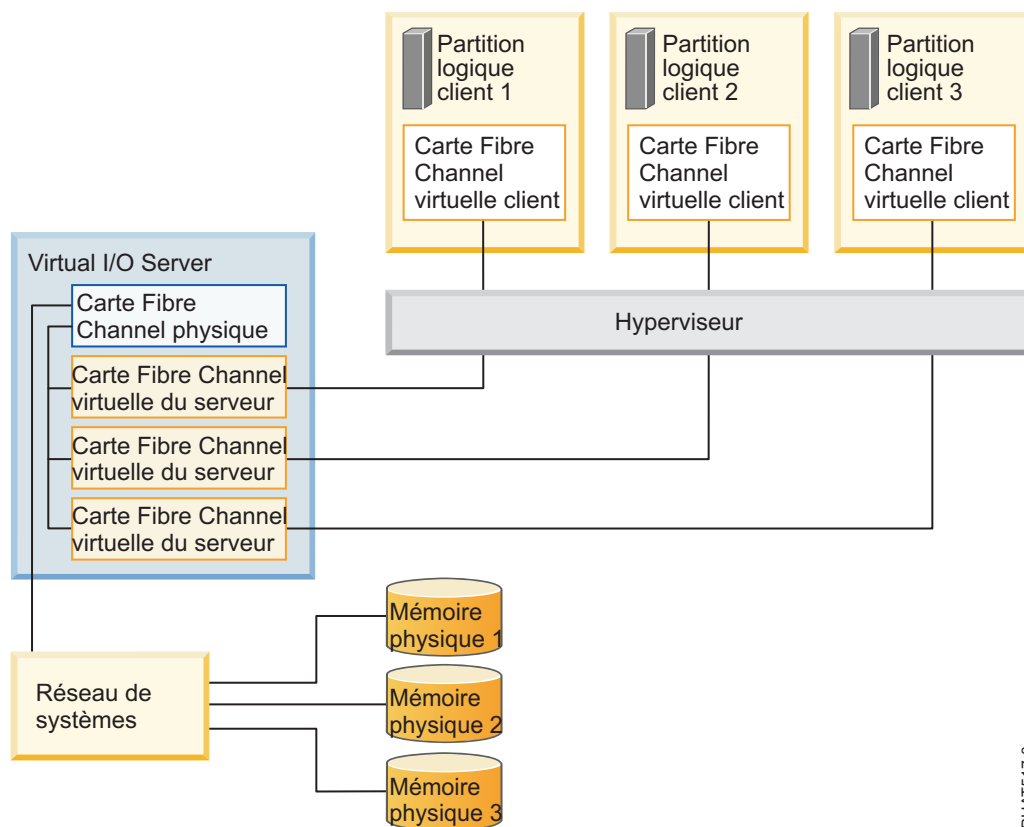 Partition
logique
client 1
Carte Fibre
Channel
virtuelle client
Partition
logique
client 2
Carte Fibre
Channel
virtuelle client
Partition
logique
client 3
Carte Fibre
Channel
virtuelle client
Hyperviseur
Virtual I/O Server
Carte Fibre
Channel physique
Carte Fibre Channel
virtuelle du serveur
Carte Fibre Channel
virtuelle du serveur
Carte Fibre Channel
virtuelle du serveur
Réseau de
systèmes
Mémoire
physique 1
Mémoire
physique 2
Mémoire
physique 3